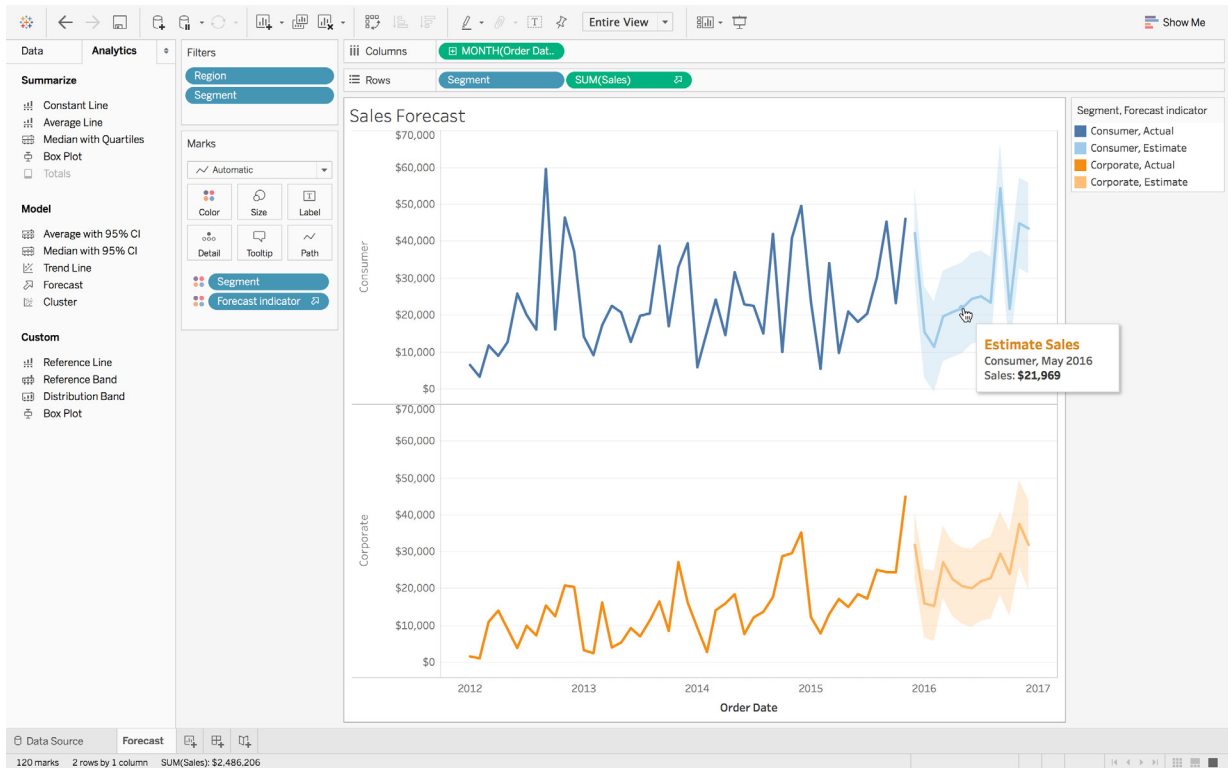 Entire View
Show Me
Data
Analytics
Summarize
Constant Line
Average Line
Median with Quartiles
Box Plot
Totals
Model
Average with 95% CI
Median with 95% CI
Trend Line
Forecast
Cluster
Custom
Reference Line
Reference Band
Distribution Band
Box Plot
Filters
Region
Segment
Marks
Automatic
Color
Size
Label
Detail
Tooltip
Path
Segment
Forecast indicator
Columns
MONTH(Order Dat..
Rows
Segment
SUM(Sales)
Sales Forecast
$70,000
$60,000
$50,000
$40,000
$30,000
$20,000
$10,000
$0
Consumer
Estimate Sales
Consumer, May 2016
Sales: $21,969
$70,000
$60,000
$50,000
$40,000
$30,000
$20,000
$10,000
$0
Corporate
2012 2013 2014 2015 2016 2017
Order Date
Segment, Forecast indicator
Consumer, Actual
Consumer, Estimate
Corporate, Actual
Corporate, Estimate
Data Source
Forecast
120 marks 2 rows by 1 column SUM(Sales): $2,486,206